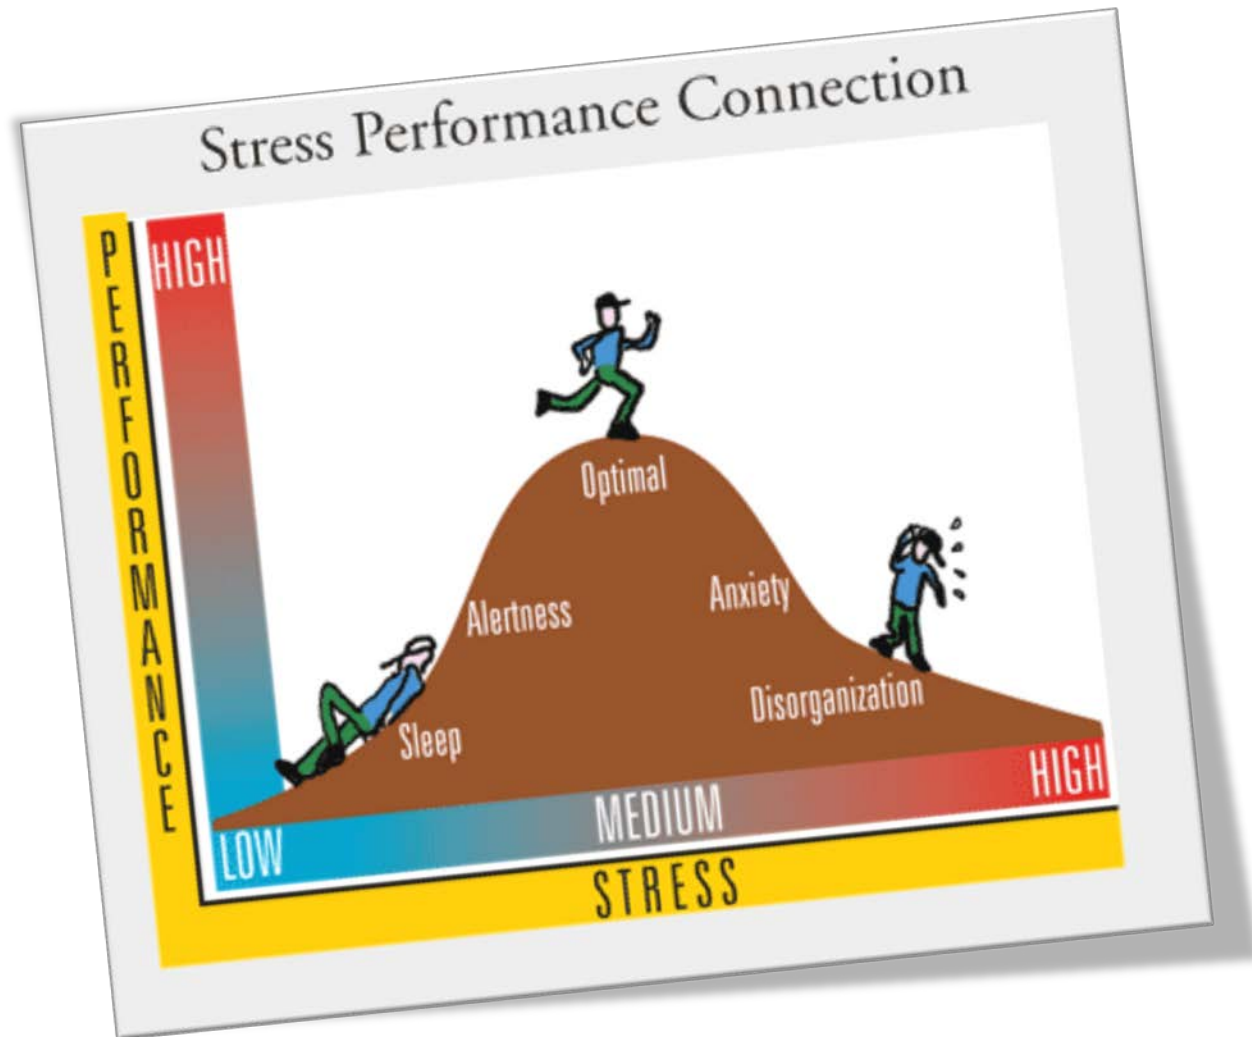 Stress Performance Connection
PERFORMANCE
HIGH
Optimal
Alertness
Anxiety
Sleep
Disorganization
LOW
MEDIUM
HIGH
STRESS